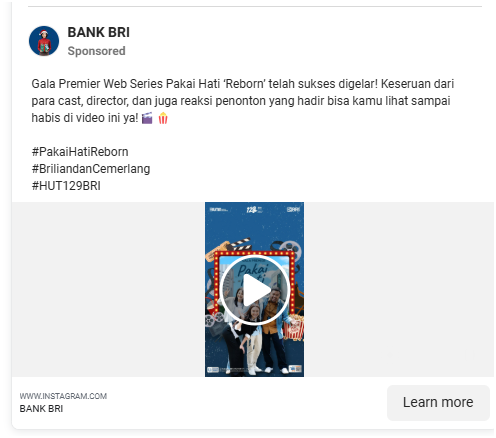 BANK BRI
Sponsored
Gala Premier Web Series Pakai Hati ‘Reborn’ telah sukses digelar! Keseruan dari
para cast, director, dan juga reaksi penonton yang hadir bisa kamu lihat sampai
habis di video ini ya! 🎬 🍿
#PakaiHatiReborn
#BriliandanCemerlang
#HUT129BRI
Pakai
WWW.INSTAGRAM.COM
BANK BRI
Learn more